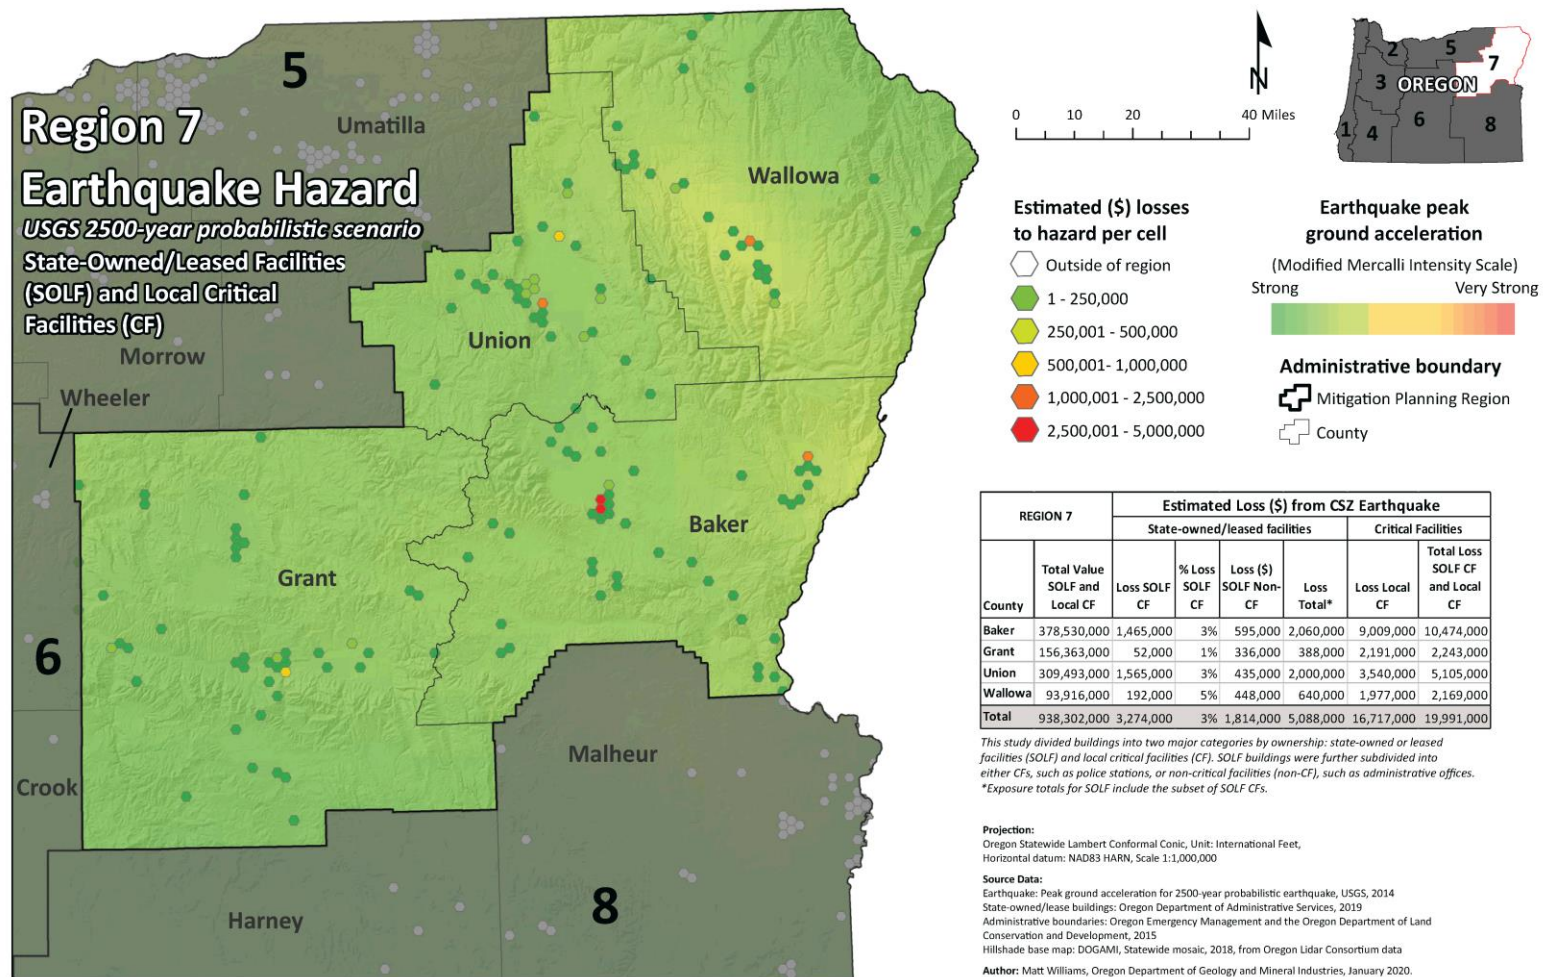 Region 7
Earthquake Hazard
USGS 2500-year probabilistic scenario
State-Owned/Leased Facilities
(SOLF) and Local Critical
Facilities (CF)
5
Umatilla
Morrow
Wheeler
Wallowa
Union
Baker
Grant
6
Crook
Malheur
Harney
8
N
0 10 20 40 Miles
1
2
3
4
5
6
7
8
OREGON
Estimated ($) losses
to hazard per cell
Outside of region
1 - 250,000
250,001 - 500,000
500,001- 1,000,000
1,000,001 - 2,500,000
2,500,001 - 5,000,000
Earthquake peak
ground acceleration
(Modified Mercalli Intensity Scale)
Strong Very Strong
Administrative boundary
Mitigation Planning Region
County
REGION 7 Estimated Loss ($) from CSZ Earthquake
State-owned/leased facilities Critical Facilities
County Total Value SOLF and Local CF Loss SOLF CF % Loss SOLF CF Loss ($) SOLF Non-CF Loss Total* Loss Local CF Total Loss SOLF CF and Local CF
Baker 378,530,000 1,465,000 3% 595,000 2,060,000 9,009,000 10,474,000
Grant 156,363,000 52,000 1% 336,000 388,000 2,191,000 2,243,000
Union 309,493,000 1,565,000 3% 435,000 2,000,000 3,540,000 5,105,000
Wallowa 93,916,000 192,000 5% 448,000 640,000 1,977,000 2,169,000
Total 938,302,000 3,274,000 3% 1,814,000 5,088,000 16,717,000 19,991,000
This study divided buildings into two major categories by ownership: state-owned or leased
facilities (SOLF) and local critical facilities (CF). SOLF buildings were further subdivided into
either CFs, such as police stations, or non-critical facilities (non-CF), such as administrative offices.
*Exposure totals for SOLF include the subset of SOLF CFs.
Projection:
Oregon Statewide Lambert Conformal Conic, Unit: International Feet,
Horizontal datum: NAD83 HARN, Scale 1:1,000,000
Source Data:
Earthquake: Peak ground acceleration for 2500-year probabilistic earthquake, USGS, 2014
State-owned/lease buildings: Oregon Department of Administrative Services, 2019
Administrative boundaries: Oregon Emergency Management and the Oregon Department of Land
Conservation and Development, 2015
Hillshade base map: DOGAMI, Statewide mosaic, 2018, from Oregon Lidar Consortium data
Author: Matt Williams, Oregon Department of Geology and Mineral Industries, January 2020.